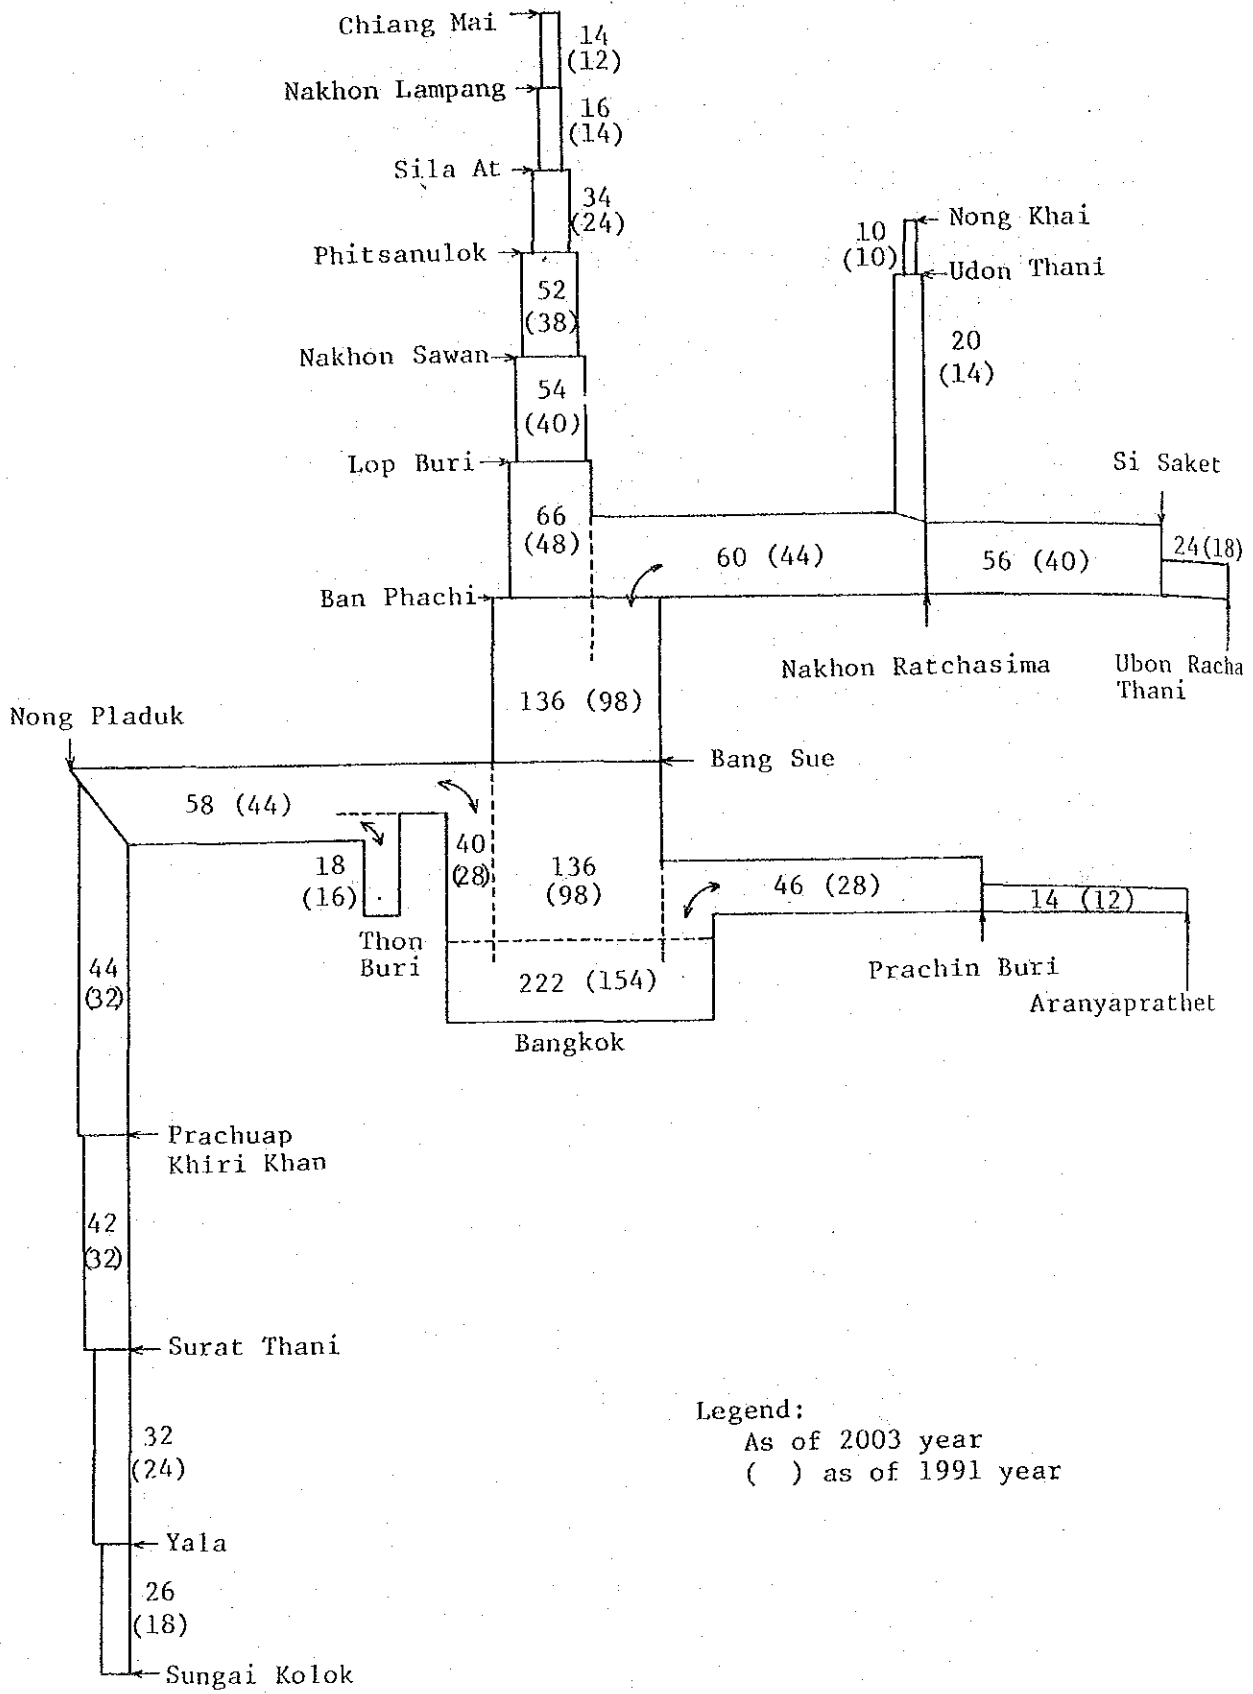 Chiang Mai
14
(12)
Nakhon Lampang
16
(14)
Sila At
34
(24)
Phitsanulok
52
(38)
Nakhon Sawan
54
(40)
Lop Buri
66
(48)
Ban Phachi
Nong Khai
10
(10)
Udon Thani
20
(14)
Si Saket
60 (44)
56 (40)
24(18)
Nakhon Ratchasima
Ubon Racha
Thani
136 (98)
Nong Pladuk
Bang Sue
58 (44)
18
(16)
Thon
Buri
40
(28)
136
(98)
46 (28)
14 (12)
Prachin Buri
Aranyaprathet
222 (154)
Bangkok
44
(32)
Prachuap
Khiri Khan
42
(32)
Surat Thani
32
(24)
Yala
26
(18)
Sungai Kolok
Legend:
As of 2003 year
( ) as of 1991 year